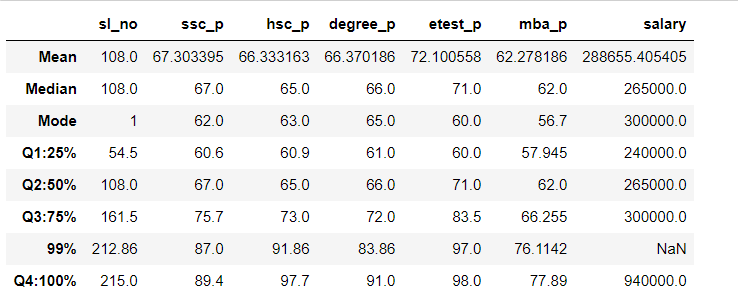 sl_no ssc_p hsc_p degree_p etest_p mba_p salary
Mean 108.0 67.303395 66.333163 66.370186 72.100558 62.278186 288655.405405
Median 108.0 67.0 65.0 66.0 71.0 62.0 265000.0
Mode 1 62.0 63.0 65.0 60.0 56.7 300000.0
Q1:25% 54.5 60.6 60.9 61.0 60.0 57.945 240000.0
Q2:50% 108.0 67.0 65.0 66.0 71.0 62.0 265000.0
Q3:75% 161.5 75.7 73.0 72.0 83.5 66.255 300000.0
99% 212.86 87.0 91.86 83.86 97.0 76.1142 NaN
Q4:100% 215.0 89.4 97.7 91.0 98.0 77.89 940000.0